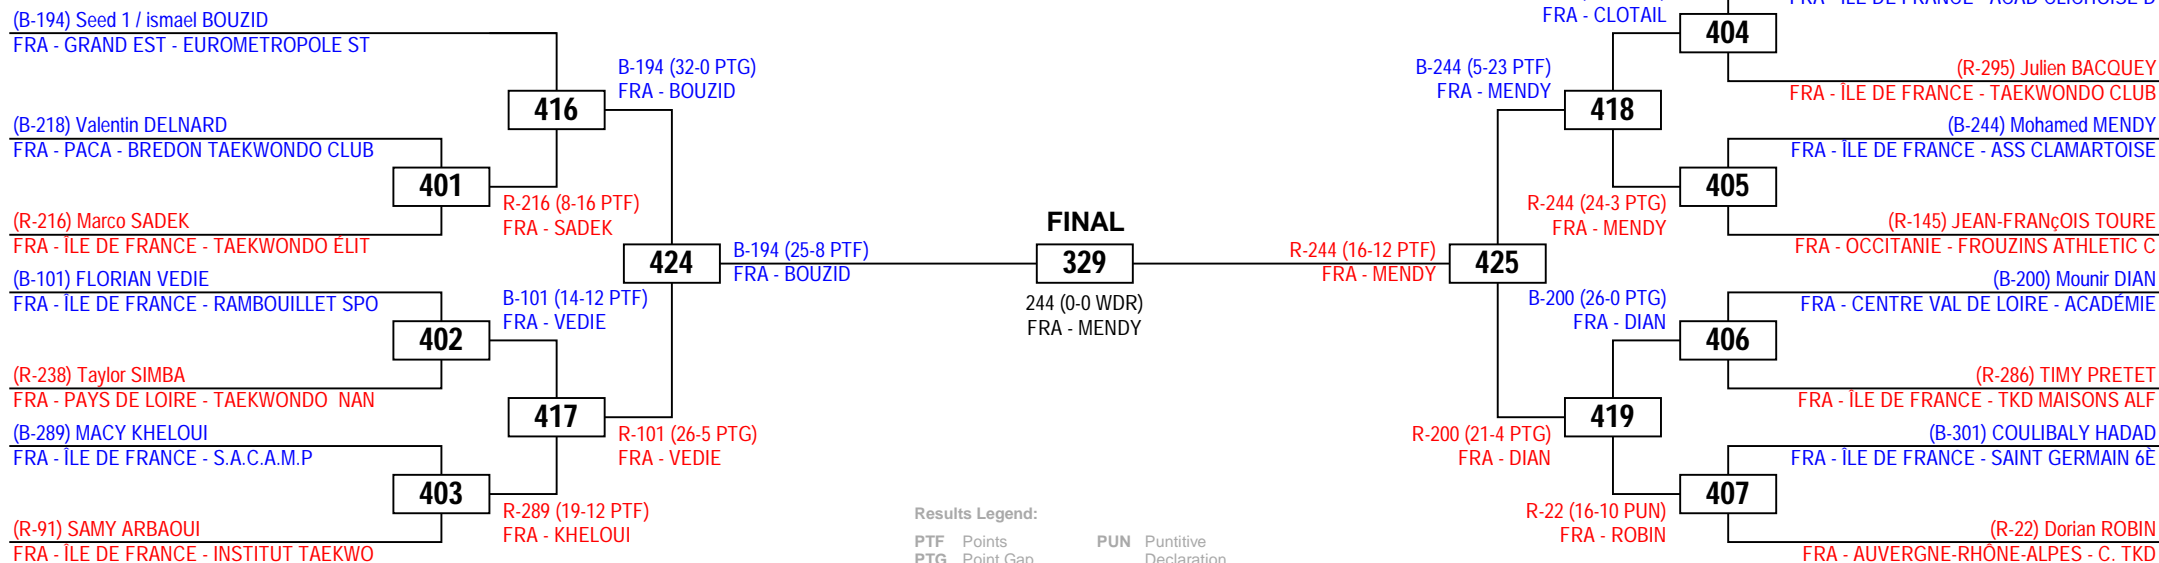 (B-194) Seed 1 / ismael BOUZID
FRA - GRAND EST - EUROMETROPOLE ST
B-194 (32-0 PTG)
FRA - BOUZID
416
(B-218) Valentin DELNARD
FRA - PACA - BREDON TAEKWONDO CLUB
401
R-216 (8-16 PTF)
FRA - SADEK
(R-216) Marco SADEK
FRA - ÎLE DE FRANCE - TAEKWONDO ÉLIT
424
B-194 (25-8 PTF)
FRA - BOUZID
(B-101) FLORIAN VEDIE
FRA - ÎLE DE FRANCE - RAMBOUILLET SPO
B-101 (14-12 PTF)
FRA - VEDIE
402
(R-238) Taylor SIMBA
FRA - PAYS DE LOIRE - TAEKWONDO  NAN
417
R-101 (26-5 PTG)
FRA - VEDIE
(B-289) MACY KHELOUI
FRA - ÎLE DE FRANCE - S.A.C.A.M.P
403
R-289 (19-12 PTF)
FRA - KHELOUI
(R-91) SAMY ARBAOUI
FRA - ÎLE DE FRANCE - INSTITUT TAEKWO
FINAL
329
244 (0-0 WDR)
FRA - MENDY
Results Legend:
PTF Points
PUN Puntitive
PTG Point Gap
Declaration
FRA - CLOTAIL
FRA - ÎLE DE FRANCE - ACAD CLICHOISE D
404
B-244 (5-23 PTF)
FRA - MENDY
(R-295) Julien BACQUEY
FRA - ÎLE DE FRANCE - TAEKWONDO CLUB
418
(B-244) Mohamed MENDY
FRA - ÎLE DE FRANCE - ASS CLAMARTOISE
405
R-244 (24-3 PTG)
FRA - MENDY
(R-145) JEAN-FRANçOIS TOURE
FRA - OCCITANIE - FROUZINS ATHLETIC C
R-244 (16-12 PTF)
FRA - MENDY
425
(B-200) Mounir DIAN
FRA - CENTRE VAL DE LOIRE - ACADÉMIE
B-200 (26-0 PTG)
FRA - DIAN
406
(R-286) TIMY PRETET
FRA - ÎLE DE FRANCE - TKD MAISONS ALF
419
R-200 (21-4 PTG)
FRA - DIAN
(B-301) COULIBALY HADAD
FRA - ÎLE DE FRANCE - SAINT GERMAIN 6È
407
R-22 (16-10 PUN)
FRA - ROBIN
(R-22) Dorian ROBIN
FRA - AUVERGNE-RHÔNE-ALPES - C. TKD